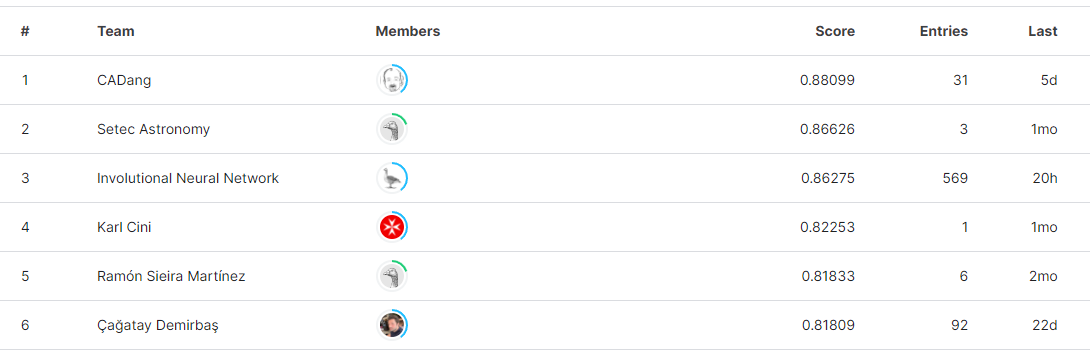 # Team Members Score Entries Last
1 CADang 0.88099 31 5d
2 Setec Astronomy 0.86626 3 1mo
3 Involutional Neural Network 0.86275 569 20h
4 Karl Cini 0.82253 1 1mo
5 Ramón Sieira Martínez 0.81833 6 2mo
6 Çağatay Demirbaş 0.81809 92 22d